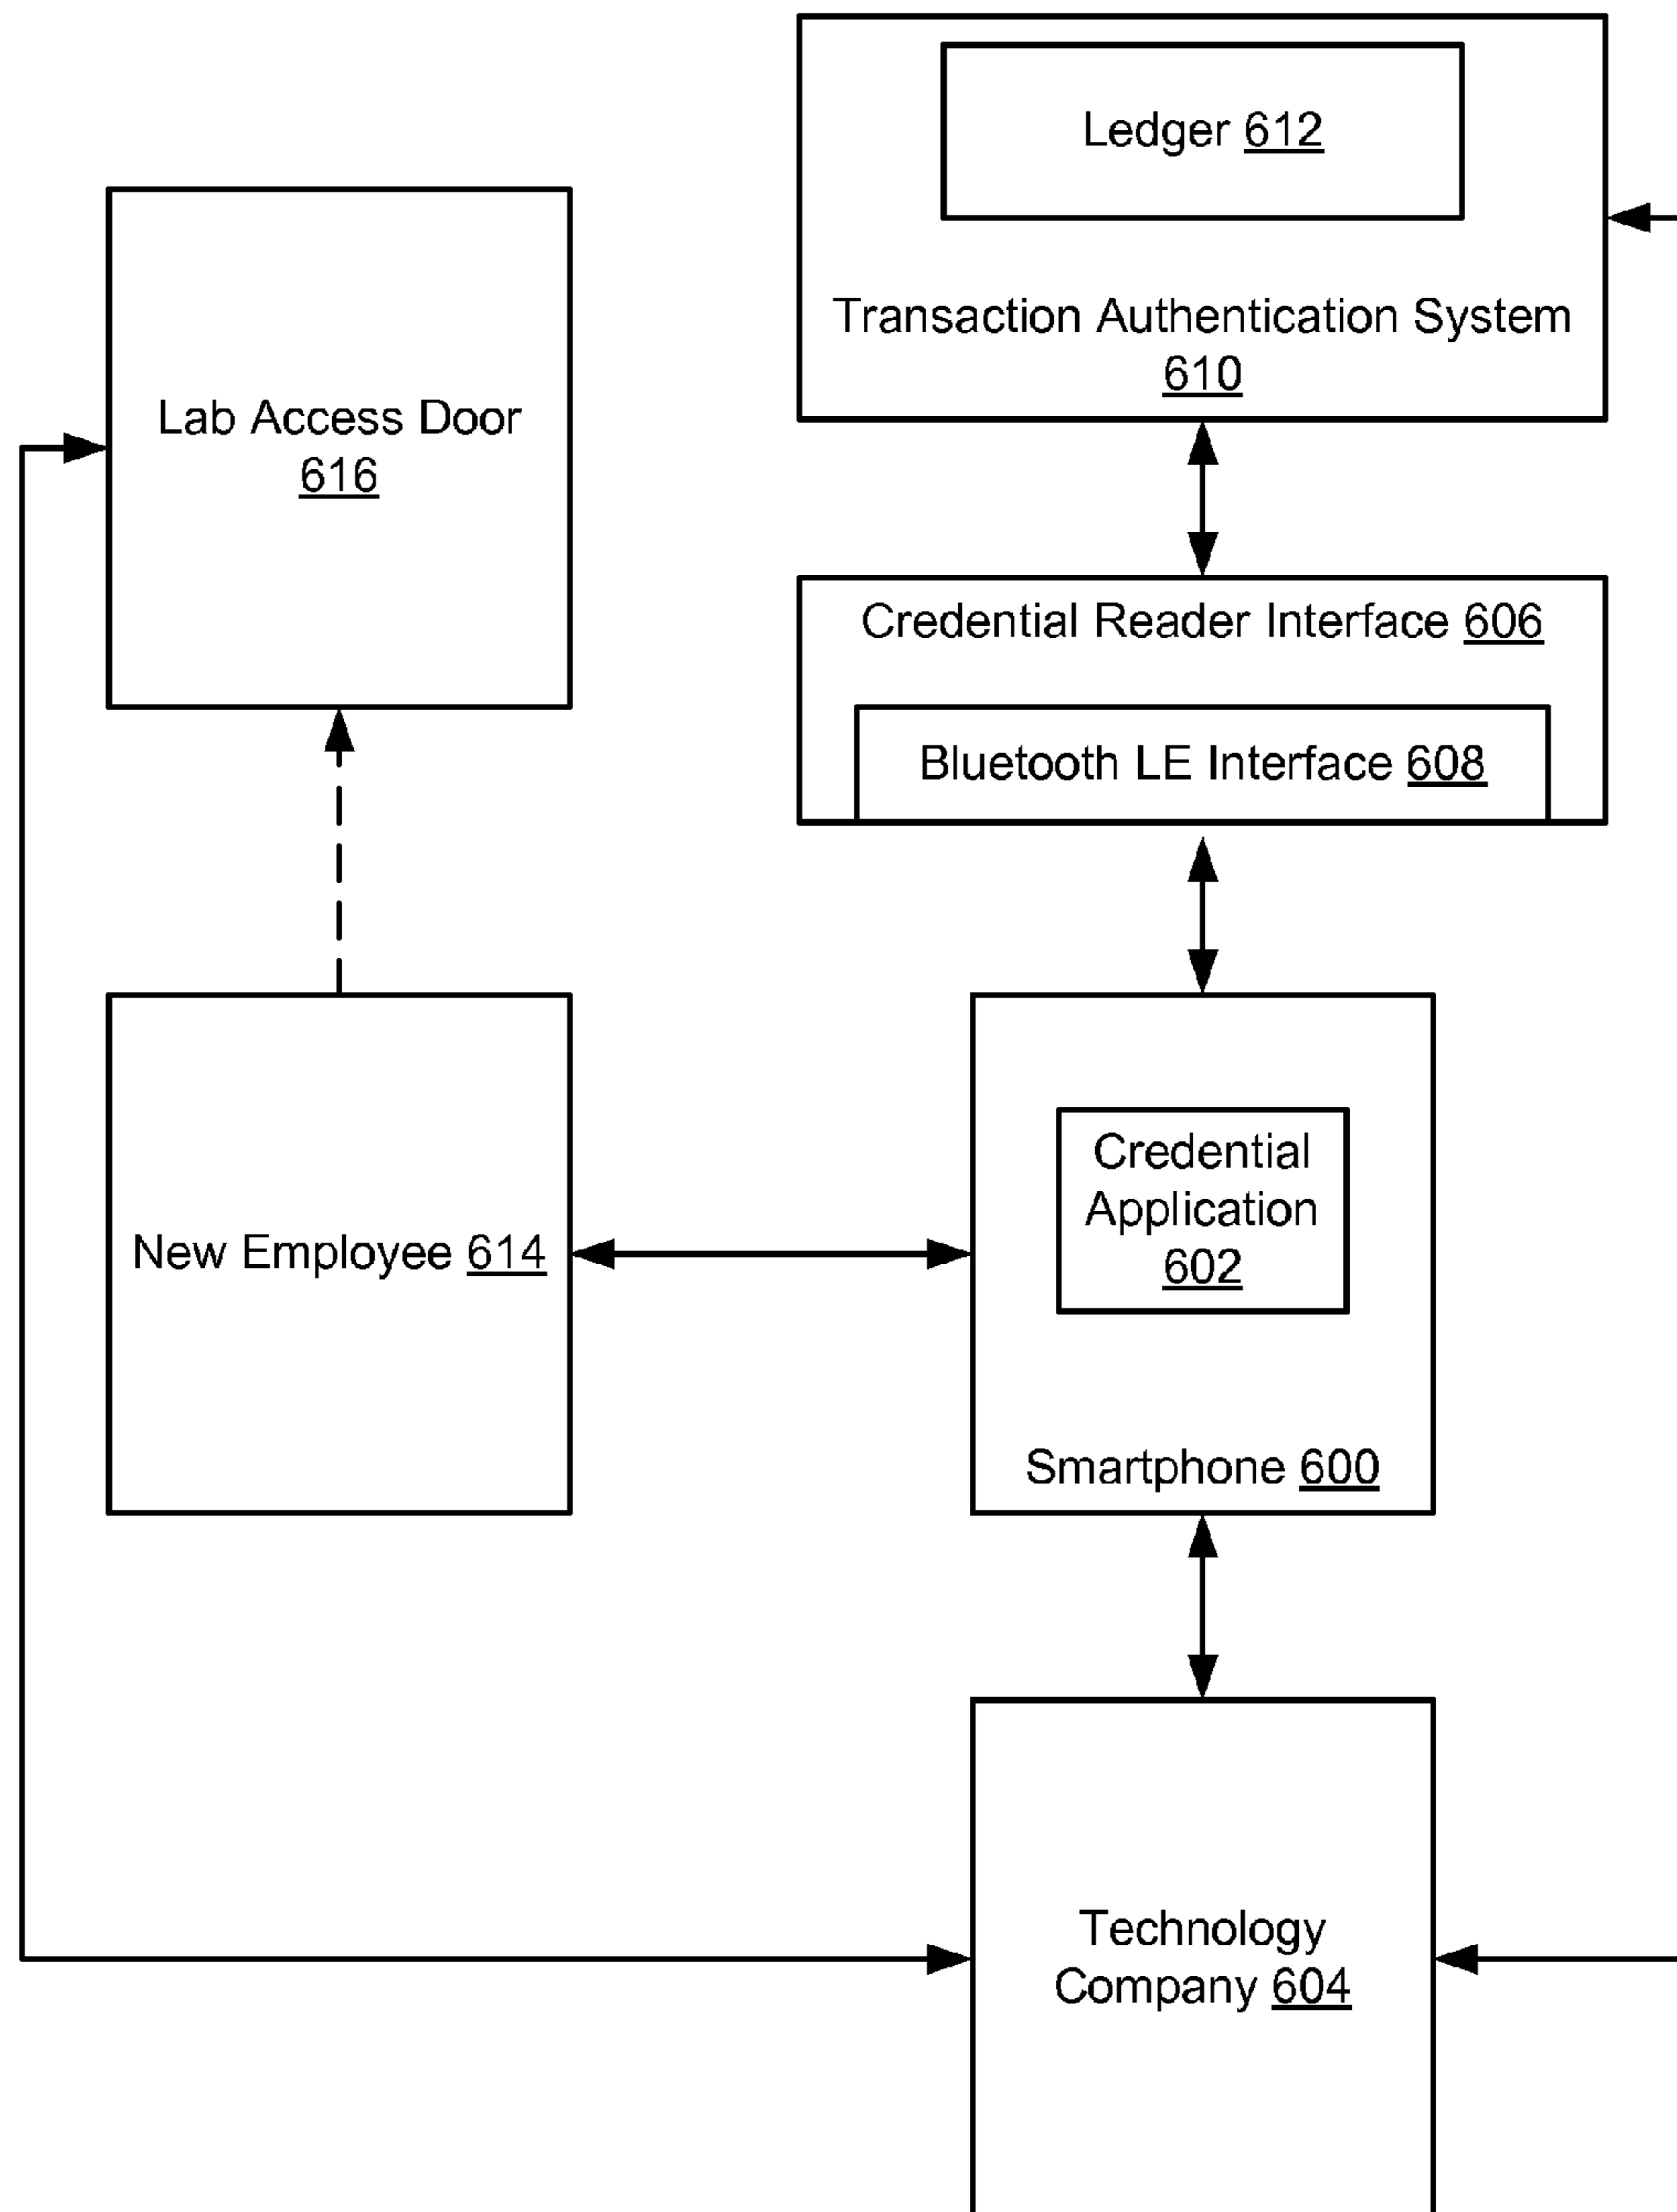 Ledger 612
Transaction Authentication System
610
Lab Access Door
616
Credential Reader Interface 606
Bluetooth LE Interface 608
Credential
Application
602
New Employee 614
Smartphone 600
Technology
Company 604